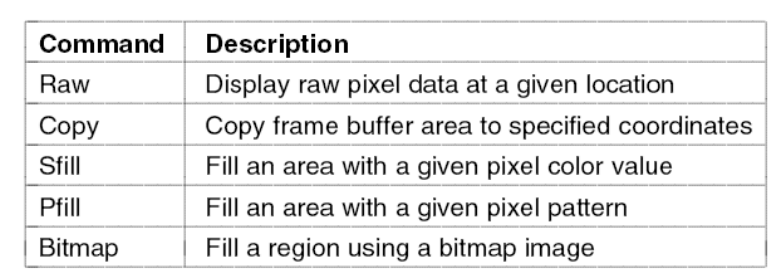 Command Description
Raw Display raw pixel data at a given location
Copy Copy frame buffer area to specified coordinates
Sfill Fill an area with a given pixel color value
Pfill Fill an area with a given pixel pattern
Bitmap Fill a region using a bitmap image